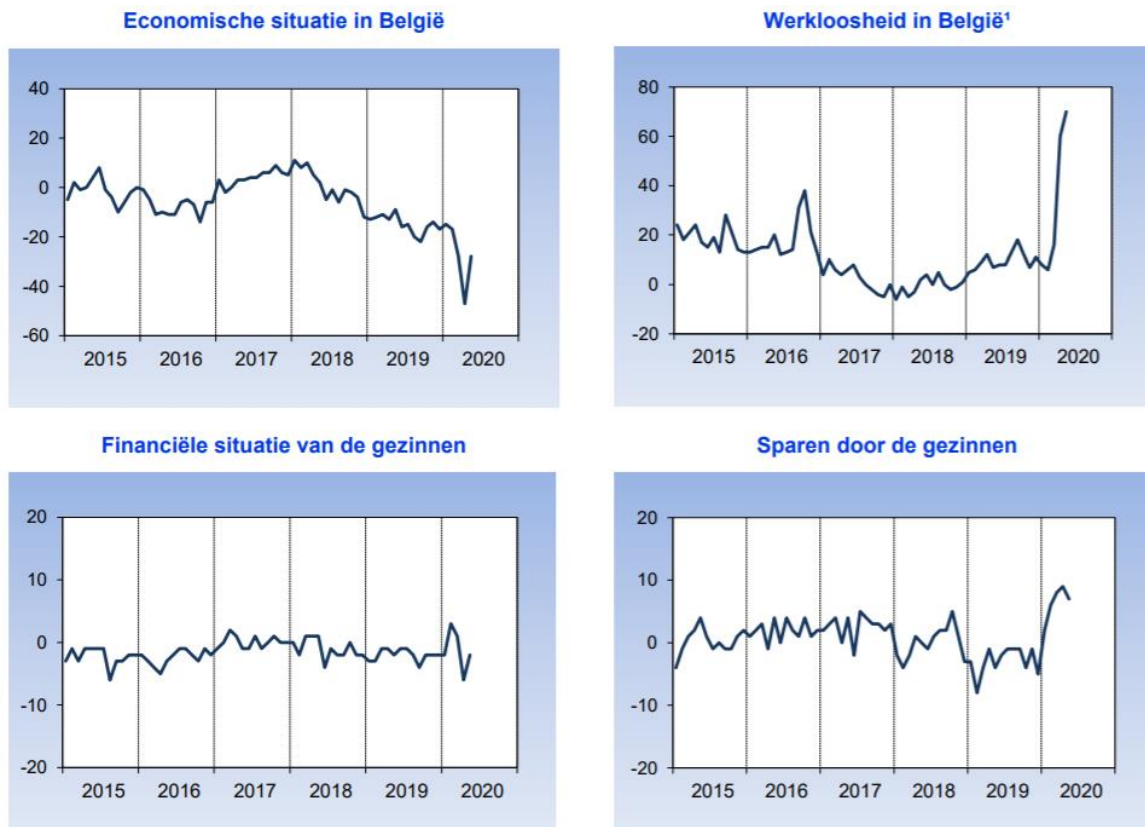 Economische situatie in België
Werkloosheid in België¹
40
20
0
-20
-40
-60
2015 2016 2017 2018 2019 2020
80
60
40
20
0
-20
2015 2016 2017 2018 2019 2020
Financiële situatie van de gezinnen
Sparen door de gezinnen
20
10
0
-10
-20
2015 2016 2017 2018 2019 2020
20
10
0
-10
-20
2015 2016 2017 2018 2019 2020